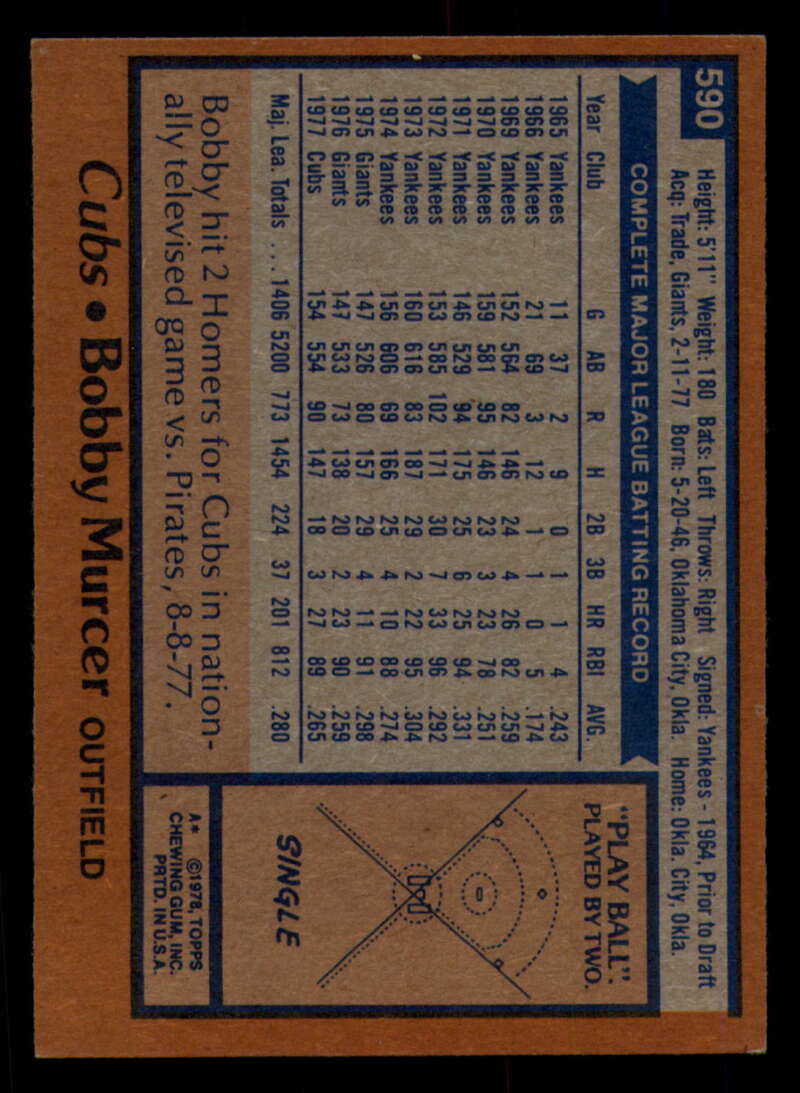 590
Height: 5'11" Weight: 180 Bats: Left Throws: Right Signed: Yankees - 1964, Prior to Draft
Acq: Trade, Giants, 2-11-77 Born: 5-20-46, Oklahoma City, Okla. Home: Okla. City, Okla.
COMPLETE MAJOR LEAGUE BATTING RECORD
Year Club G AB R H 2B 3B HR RBI AVG.
1965 Yankees 11 37 2 9 0 1 1 4 .243
1966 Yankees 21 69 3 12 1 1 0 5 .174
1969 Yankees 152 564 82 146 24 4 26 82 .259
1970 Yankees 159 581 95 146 23 3 23 78 .251
1971 Yankees 146 529 94 175 25 6 25 94 .331
1972 Yankees 153 585 102 171 30 7 33 96 .292
1973 Yankees 160 616 83 187 29 2 22 95 .304
1974 Yankees 156 606 69 166 25 4 10 88 .274
1975 Giants 147 526 80 157 29 4 11 91 .298
1976 Giants 147 533 73 138 20 2 23 90 .259
1977 Cubs 154 554 90 147 18 3 27 89 .265
Maj. Lea. Totals ... 1406 5200 773 1454 224 37 201 812 .280
Bobby hit 2 Homers for Cubs in nation-
ally televised game vs. Pirates, 8-8-77.
"PLAY BALL".
PLAYED BY TWO.
SINGLE
A* ©1978, TOPPS
CHEWING GUM, INC.
PRTD. IN U.S.A.
Cubs • Bobby Murcer OUTFIELD